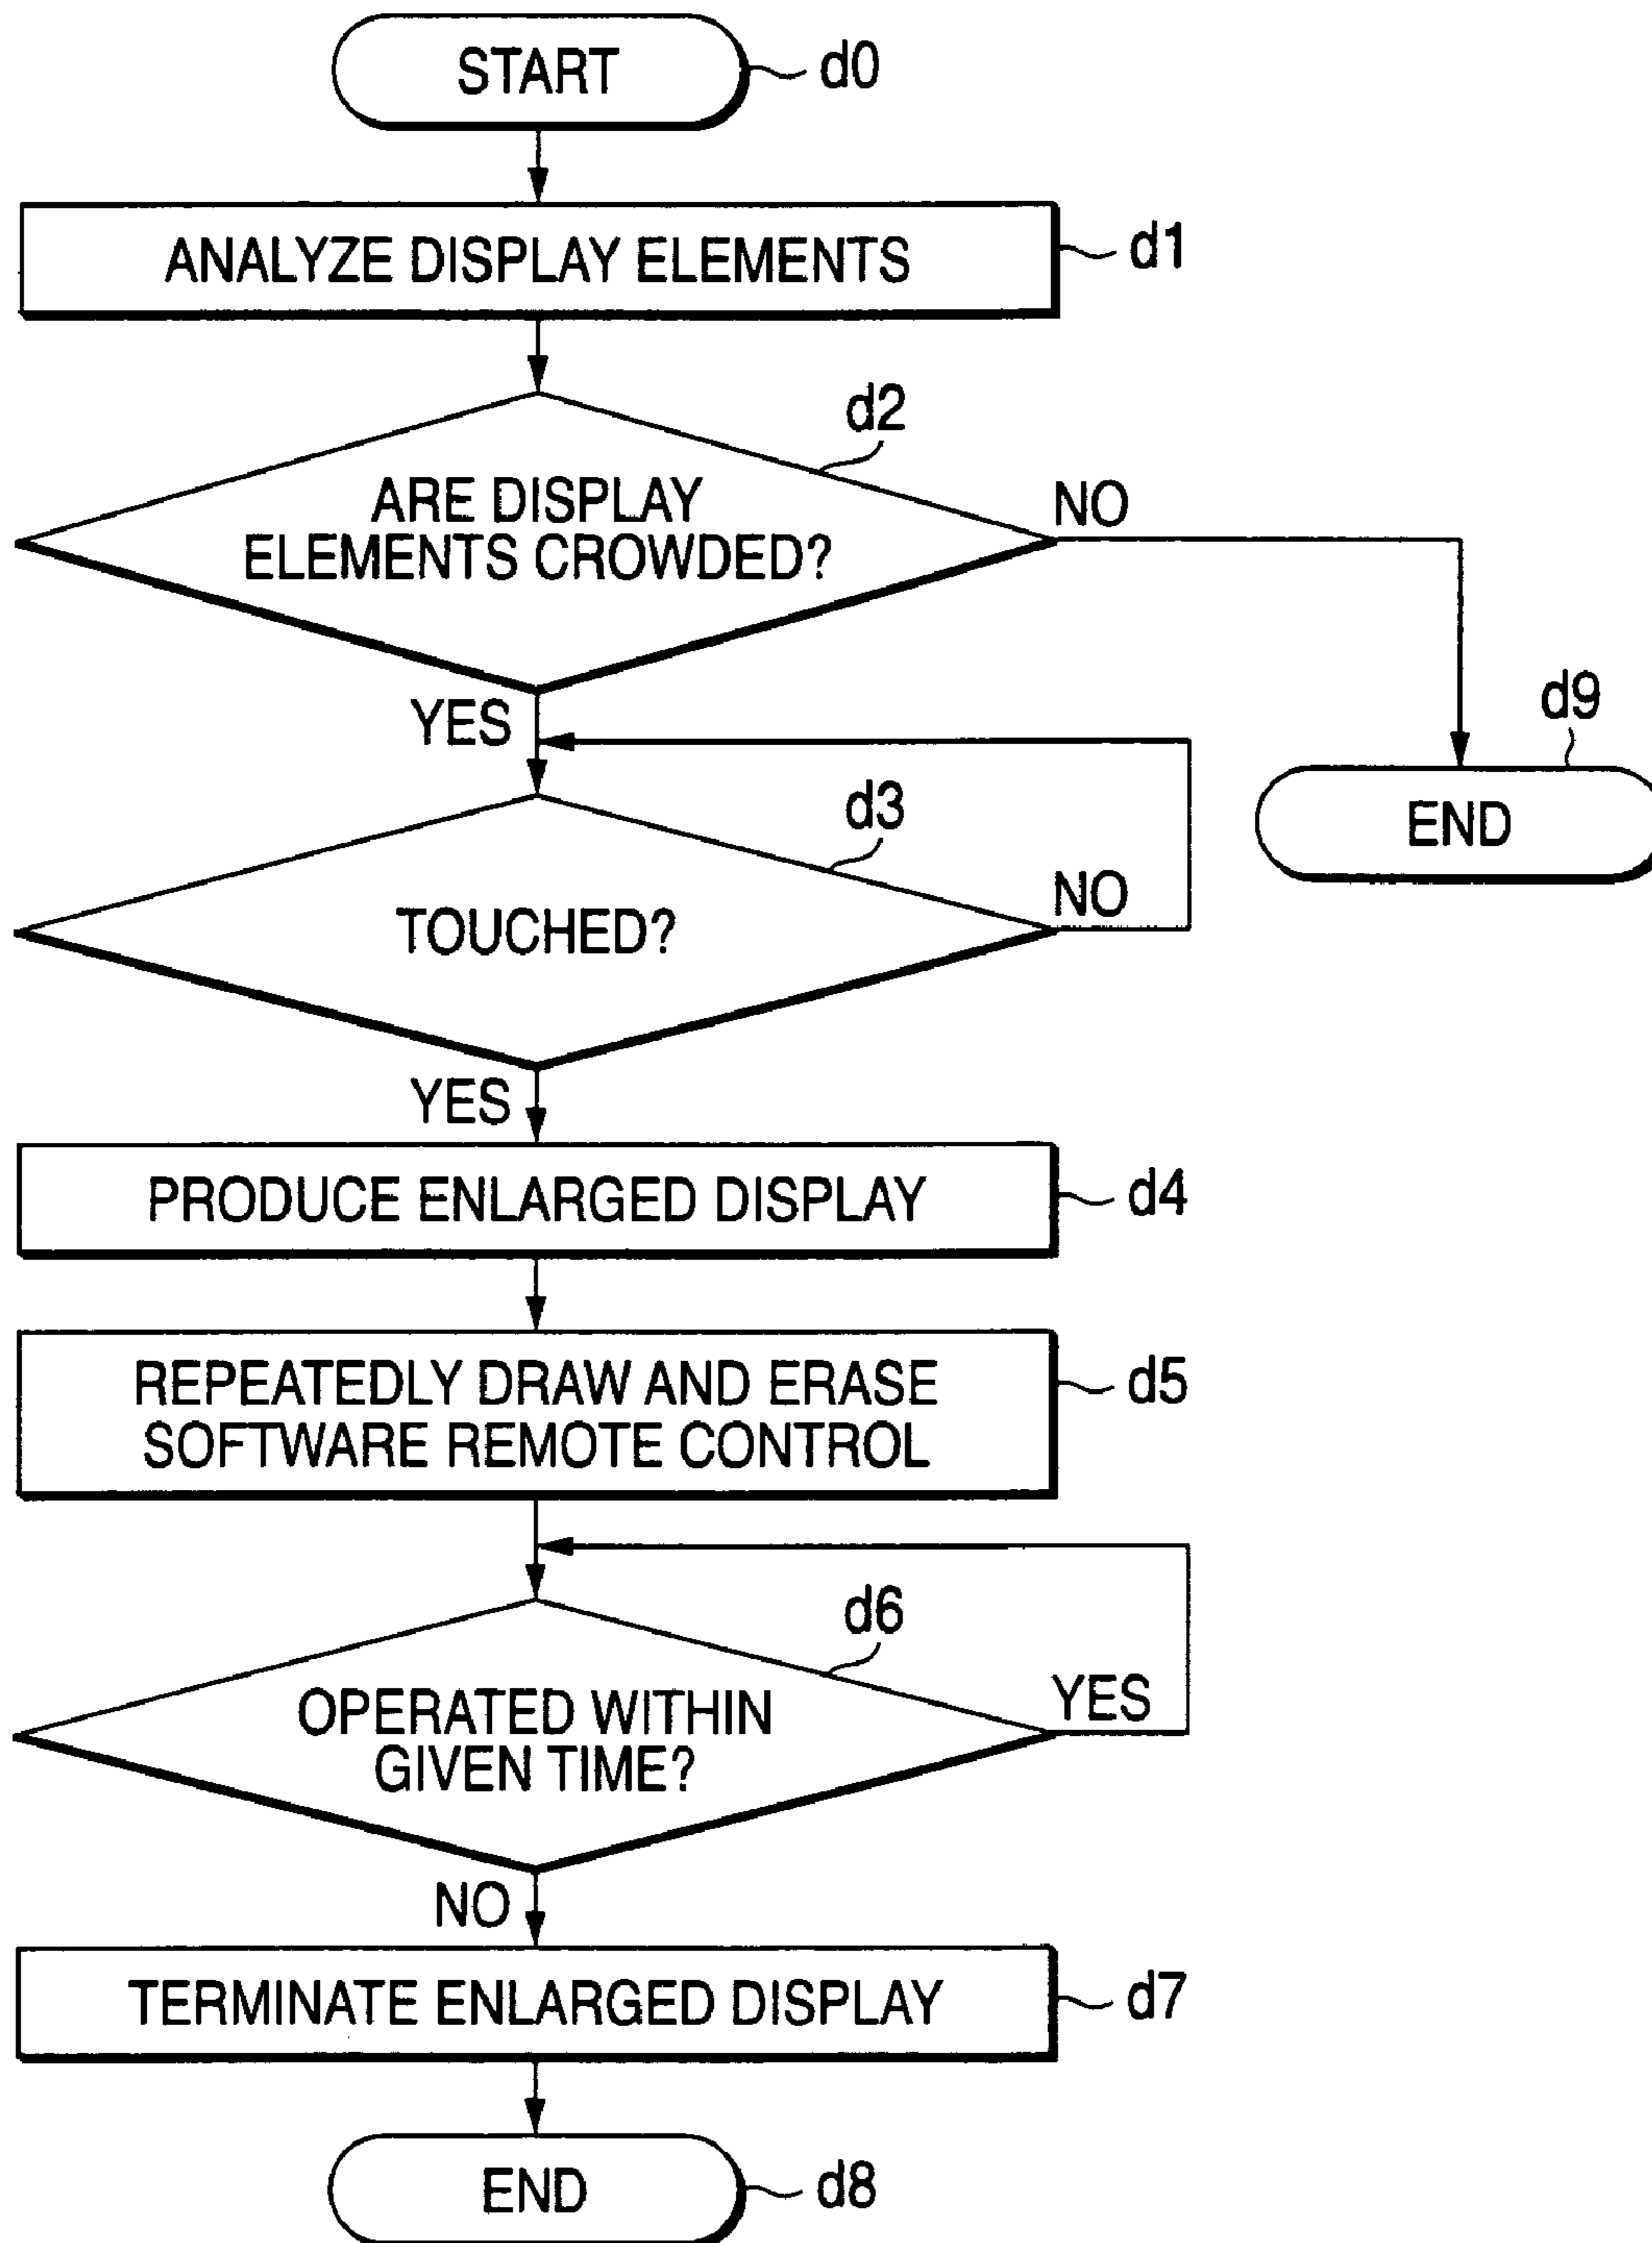 START
d0
ANALYZE DISPLAY ELEMENTS
d1
d2
ARE DISPLAY
ELEMENTS CROWDED?
NO
YES
d9
END
d3
TOUCHED?
NO
YES
PRODUCE ENLARGED DISPLAY
d4
REPEATEDLY DRAW AND ERASE
SOFTWARE REMOTE CONTROL
d5
d6
OPERATED WITHIN
GIVEN TIME?
YES
NO
TERMINATE ENLARGED DISPLAY
d7
END
d8